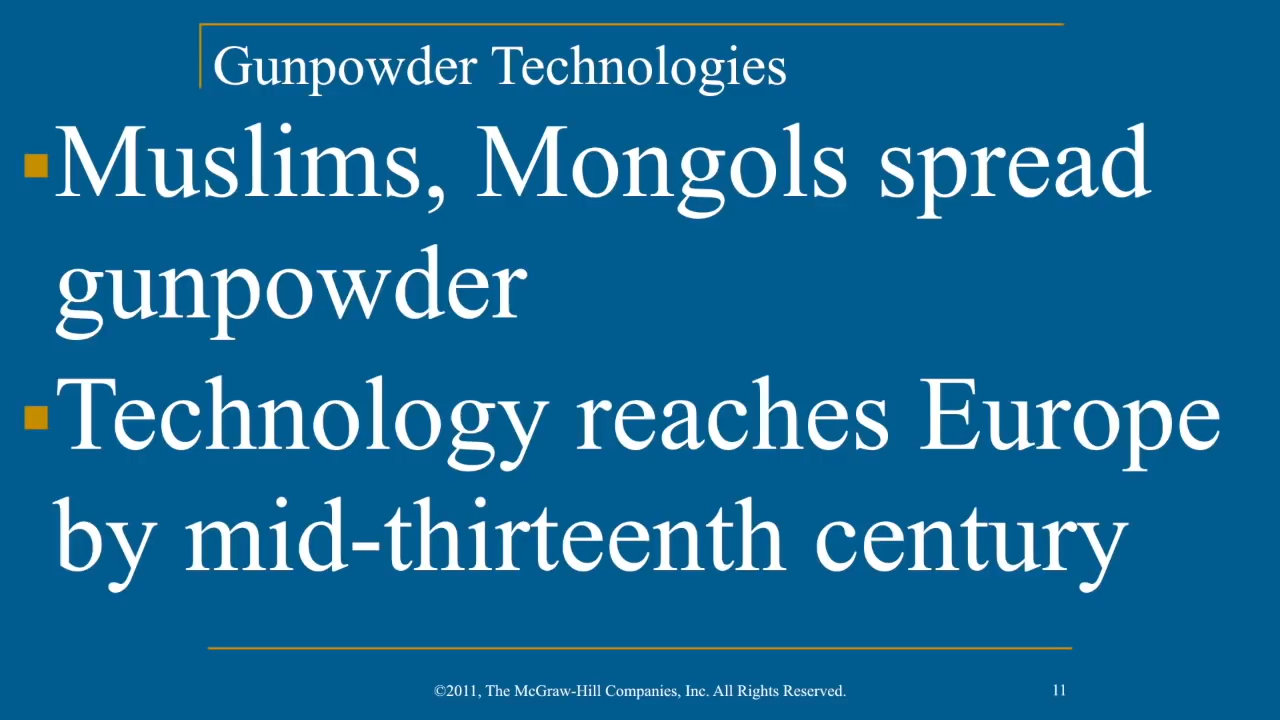 Gunpowder Technologies
Muslims, Mongols spread
gunpowder
Technology reaches Europe
by mid-thirteenth century
©2011, The McGraw-Hill Companies, Inc. All Rights Reserved.
11